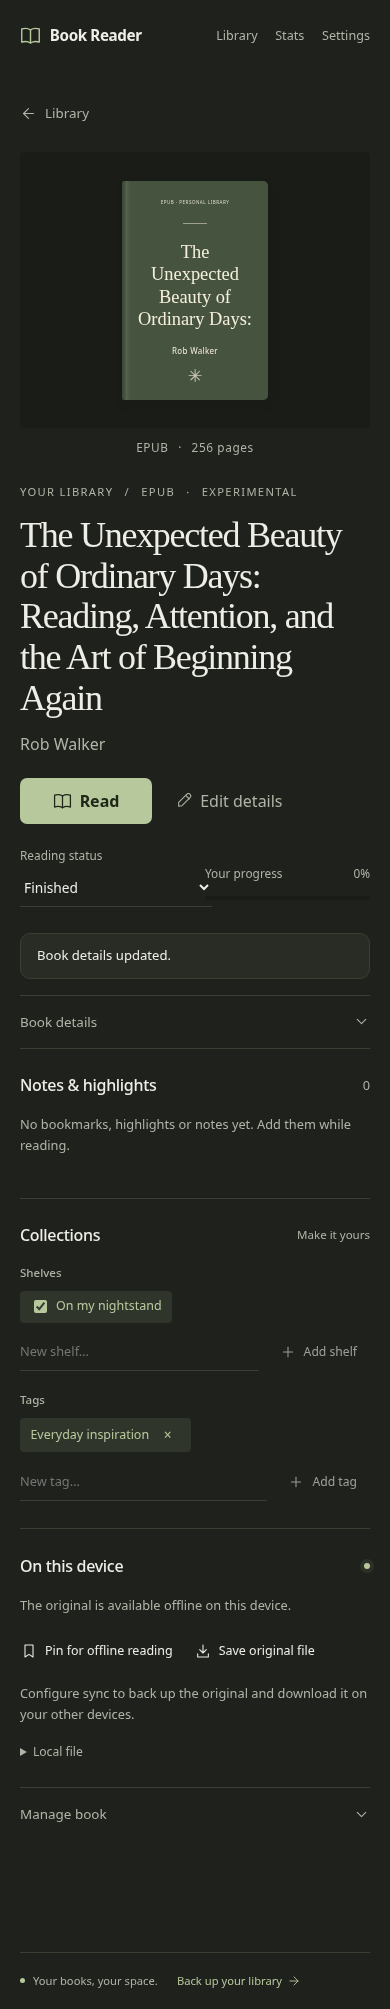 Book Reader
Library Stats Settings
← Library
EPUB · PERSONAL LIBRARY
The
Unexpected
Beauty of
Ordinary Days:
Rob Walker
EPUB · 256 pages
YOUR LIBRARY / EPUB · EXPERIMENTAL
The Unexpected Beauty
of Ordinary Days:
Reading, Attention, and
the Art of Beginning
Again
Rob Walker
Read
Edit details
Reading status
Finished
Your progress 0%
Book details updated.
Book details
Notes & highlights 0
No bookmarks, highlights or notes yet. Add them while
reading.
Collections Make it yours
Shelves
On my nightstand
New shelf...
+ Add shelf
Tags
Everyday inspiration ×
New tag...
+ Add tag
On this device
The original is available offline on this device.
Pin for offline reading
Save original file
Configure sync to back up the original and download it on
your other devices.
Local file
Manage book
Your books, your space.
Back up your library →